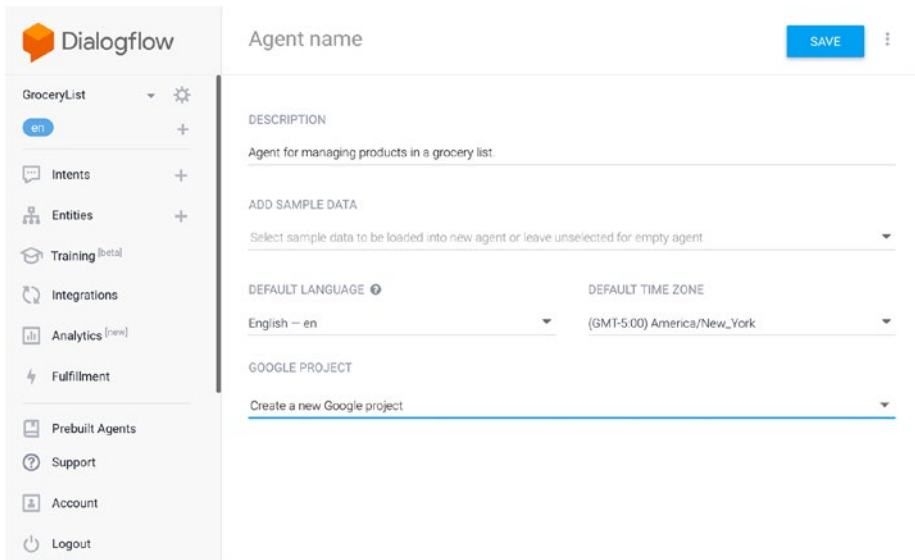 Dialogflow
GroceryList
en
Intents
Entities
Training [beta]
Integrations
Analytics [new]
Fulfillment
Prebuilt Agents
Support
Account
Logout
Agent name
SAVE
DESCRIPTION
Agent for managing products in a grocery list.
ADD SAMPLE DATA
Select sample data to be loaded into new agent or leave unselected for empty agent
DEFAULT LANGUAGE
DEFAULT TIME ZONE
English — en
(GMT-5:00) America/New_York
GOOGLE PROJECT
Create a new Google project